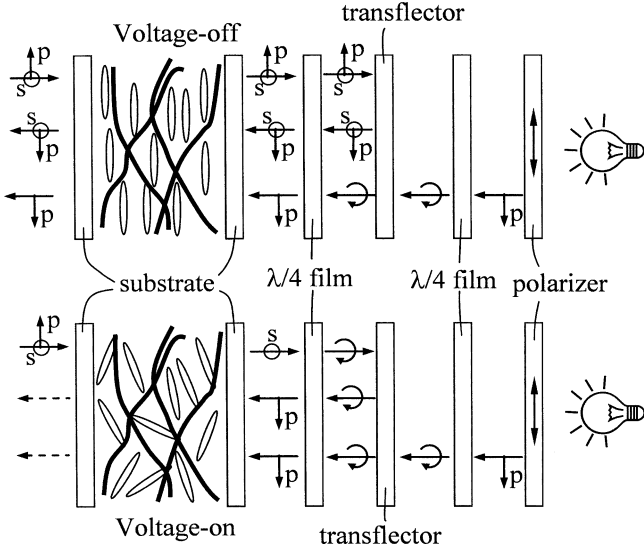 transflector
Voltage-off
p
s
s
p
p
p
s
s
p
p
p
s
s
p
p
substrate
λ/4 film
λ/4 film
polarizer
p
s
s
p
p
p
Voltage-on
transflector